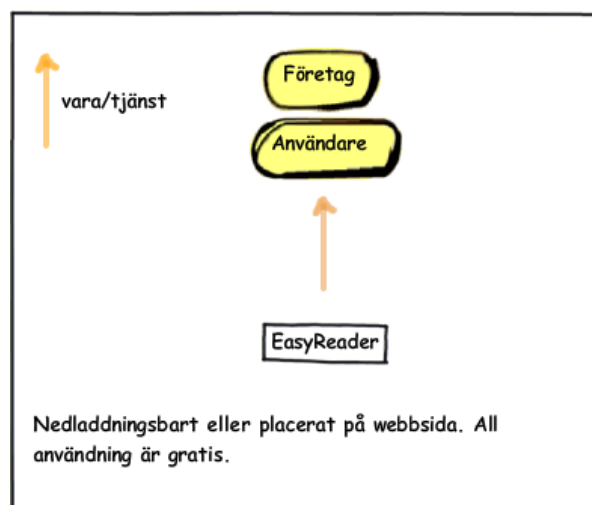 Företag
vara/tjänst
Användare
EasyReader
Nedladdningsbart eller placerat på webbsida. All
användning är gratis.